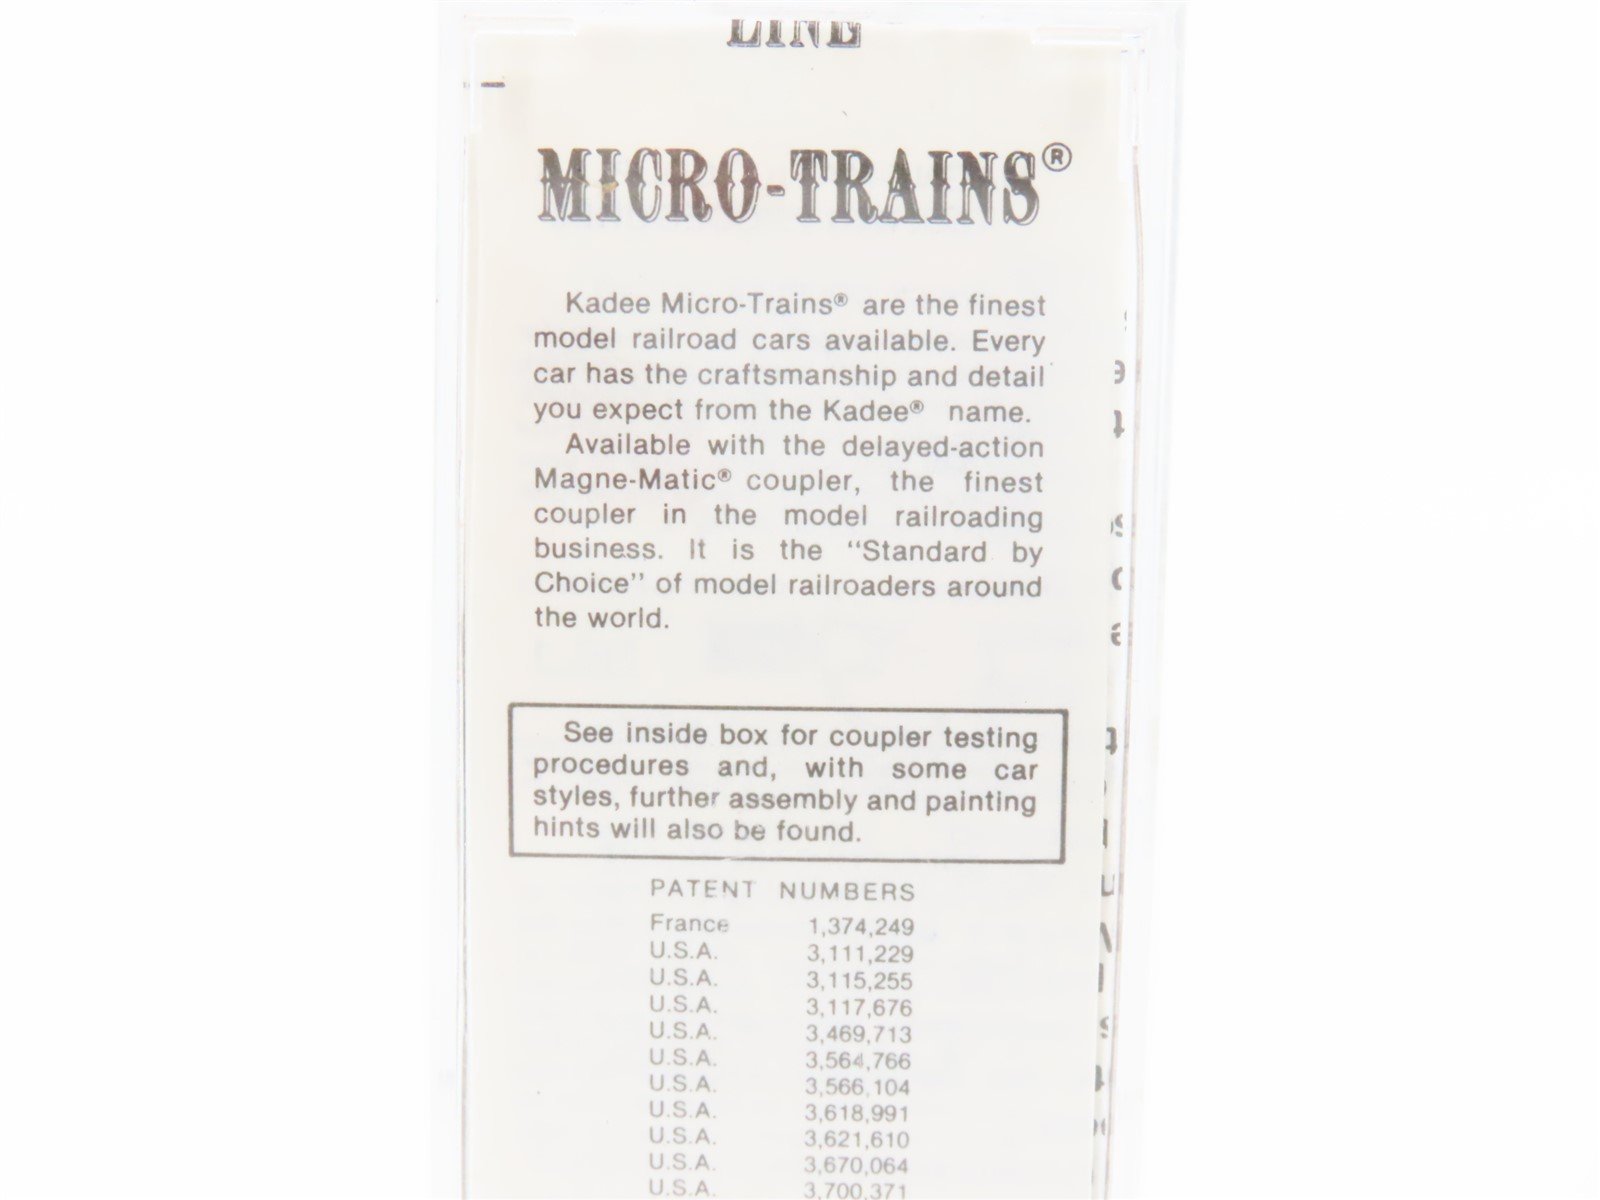 LINE
MICRO-TRAINS®
Kadee Micro-Trains® are the finest
model railroad cars available. Every
car has the craftsmanship and detail
you expect from the Kadee® name.
Available with the delayed-action
Magne-Matic® coupler, the finest
coupler in the model railroading
business. It is the “Standard by
Choice” of model railroaders around
the world.
See inside box for coupler testing
procedures and, with some car
styles, further assembly and painting
hints will also be found.
PATENT NUMBERS
France 1,374,249
U.S.A. 3,111,229
U.S.A. 3,115,255
U.S.A. 3,117,676
U.S.A. 3,469,713
U.S.A. 3,564,766
U.S.A. 3,566,104
U.S.A. 3,618,991
U.S.A. 3,621,610
U.S.A. 3,670,064
U.S.A. 3,700,371